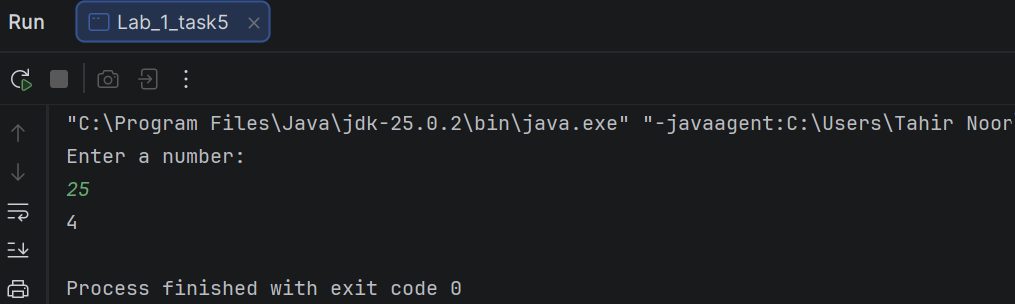 Run Lab_1_task5
"C:\Program Files\Java\jdk-25.0.2\bin\java.exe" "-javaagent:C:\Users\Tahir Noor
Enter a number:
25
4
Process finished with exit code 0